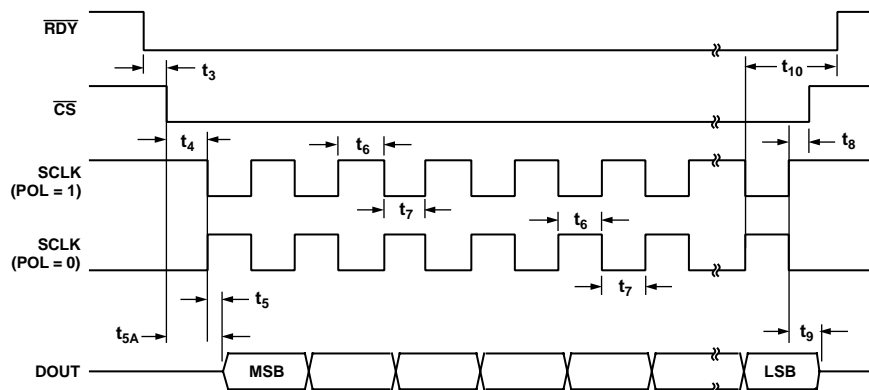 RDY
t3
t10
CS
t4
t6
t8
SCLK
(POL = 1)
t7
t6
SCLK
(POL = 0)
t7
t5
t5A
t9
DOUT
MSB
LSB